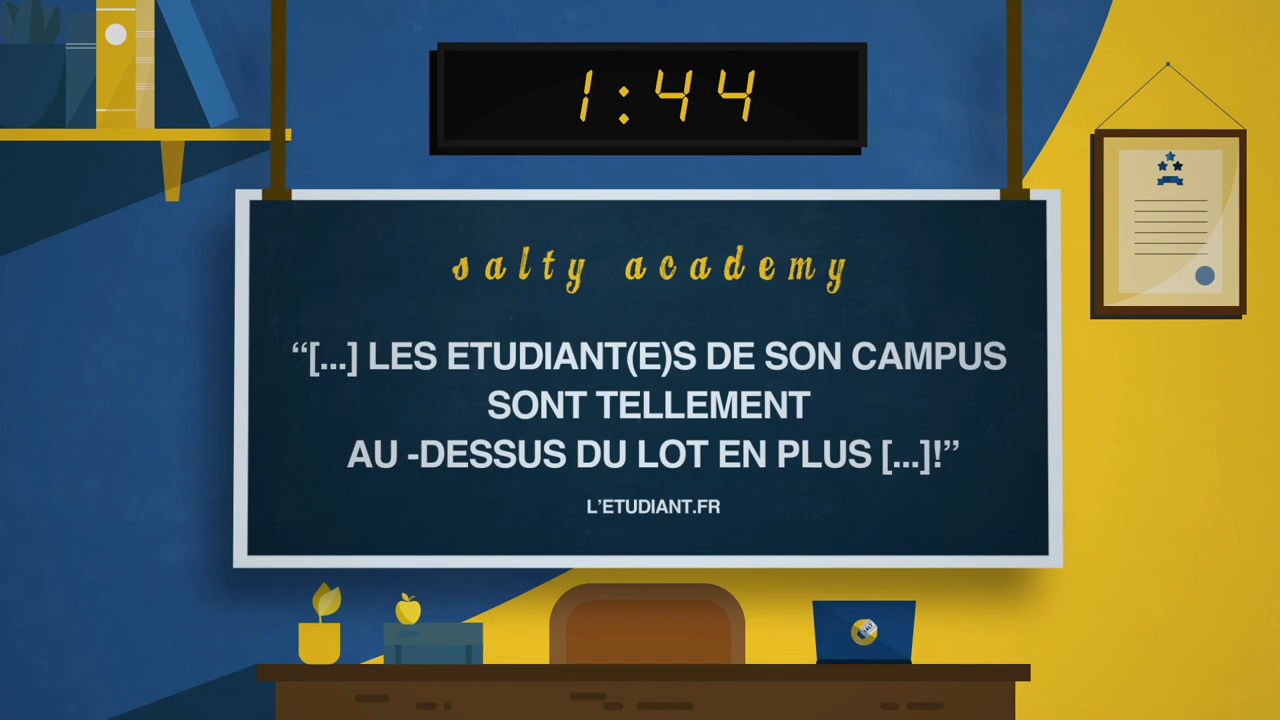 1:44
salty academy
“[...] LES ETUDIANT(E)S DE SON CAMPUS
SONT TELLEMENT
AU -DESSUS DU LOT EN PLUS [...]!”
L’ETUDIANT.FR